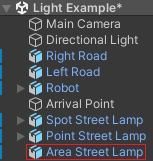 Light Example*
Main Camera
Directional Light
Right Road
Left Road
Robot
Arrival Point
Spot Street Lamp
Point Street Lamp
Area Street Lamp